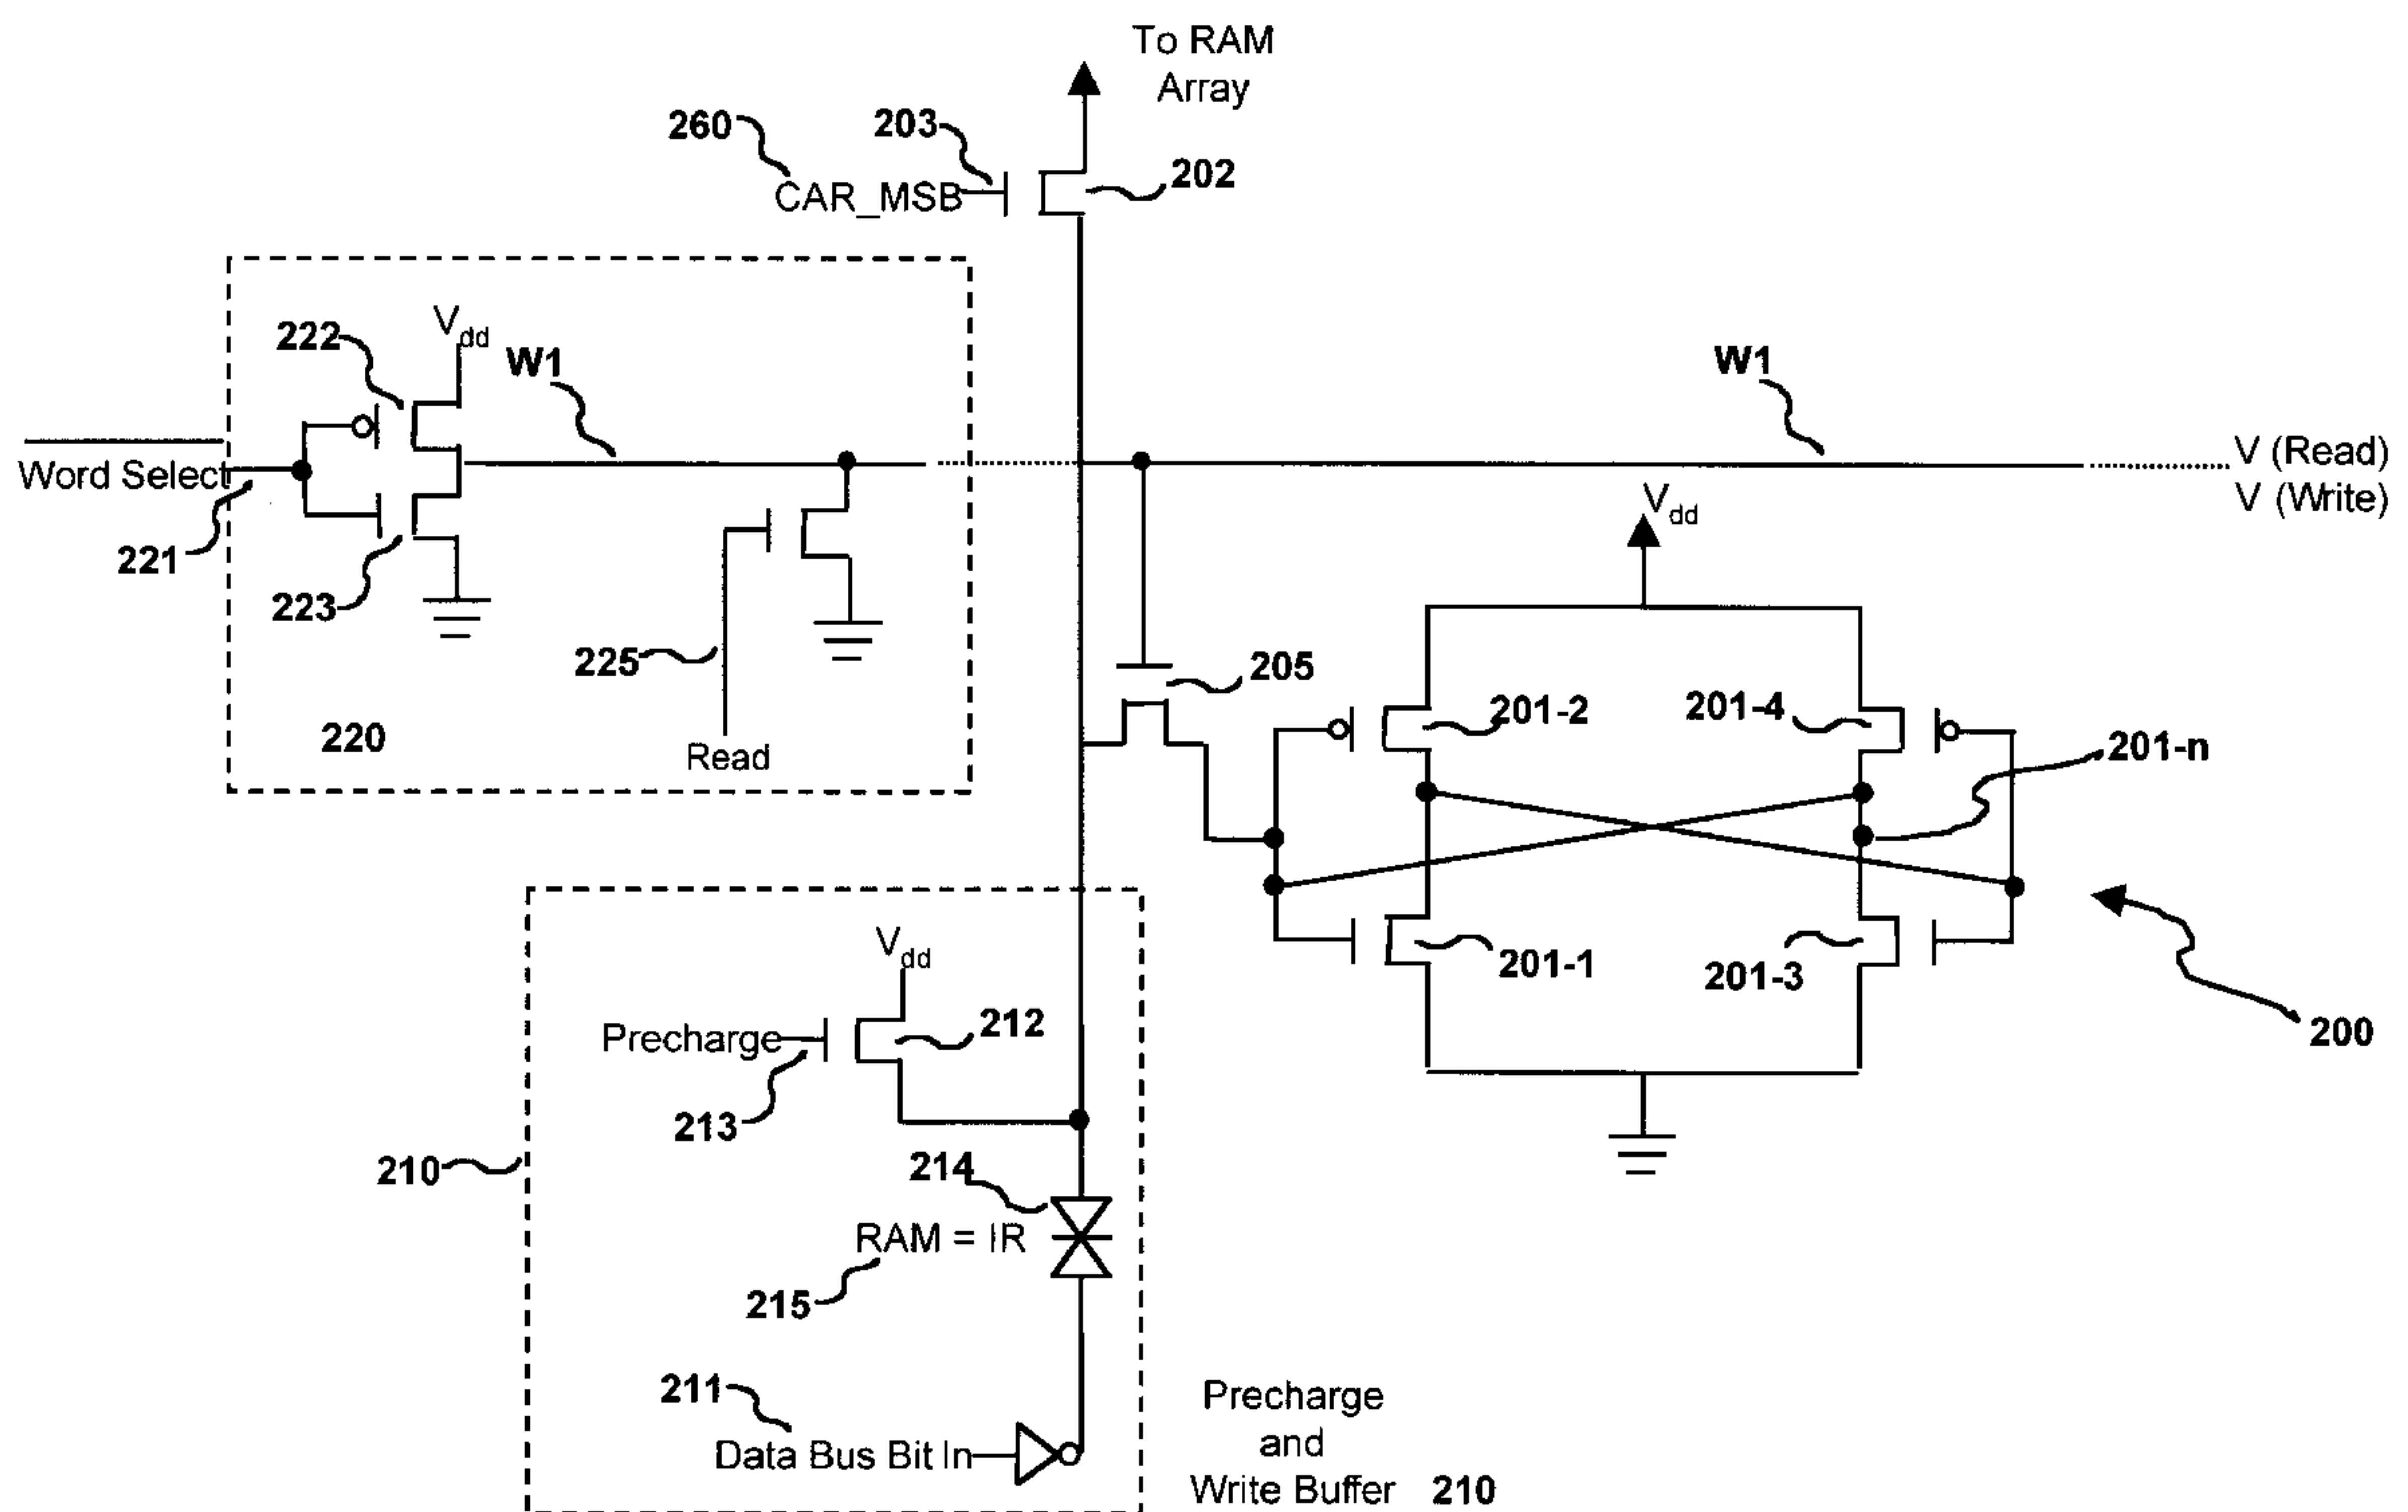 To RAM
Array
260
203
CAR_MSB
202
Vdd
222
W1
W1
Word Select
V (Read)
V (Write)
221
223
Vdd
225
205
220
Read
201-2
201-4
201-n
Vdd
201-1
201-3
Precharge
212
200
213
210
214
RAM = IR
215
211
Data Bus Bit In
Precharge
and
Write Buffer 210